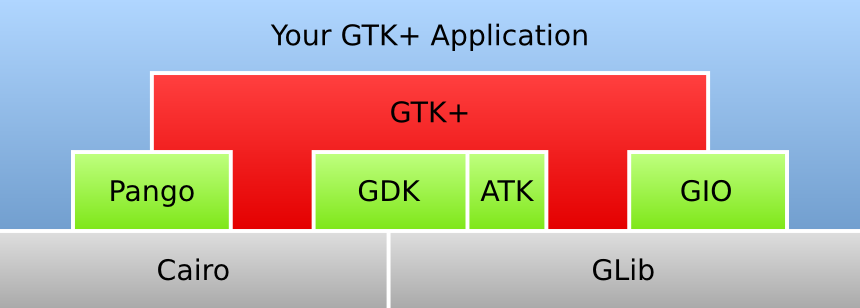 Your GTK+ Application
GTK+
Pango
GDK
ATK
GIO
Cairo
GLib